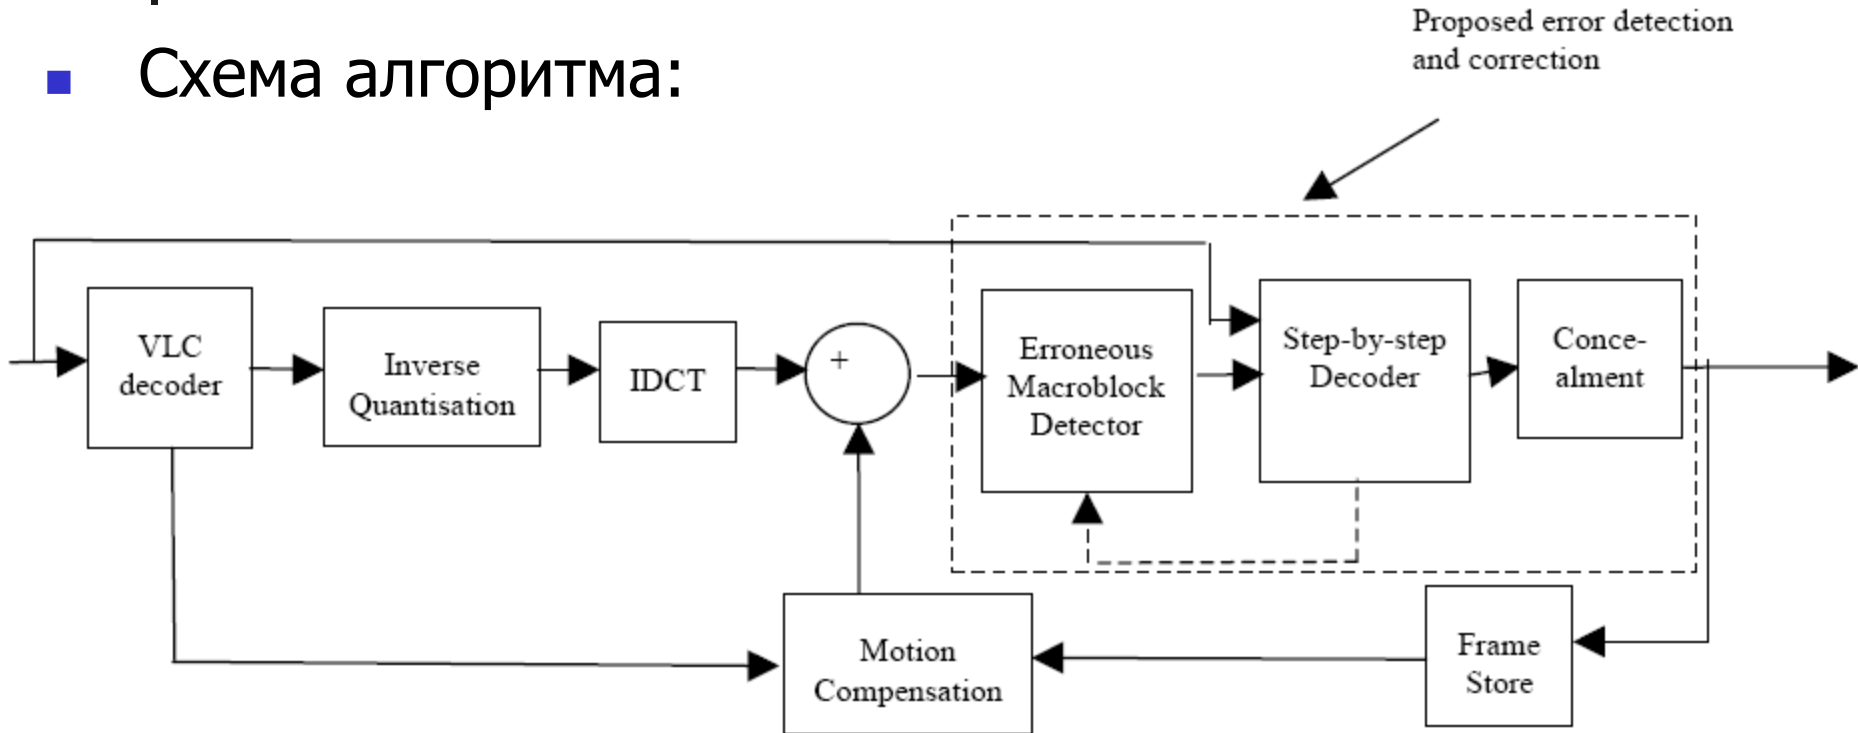 Proposed error detection
and correction
Схема алгоритма:
VLC
decoder
Inverse
Quantisation
IDCT
+
Erroneous
Macroblock
Detector
Step-by-step
Decoder
Conce-
alment
Motion
Compensation
Frame
Store